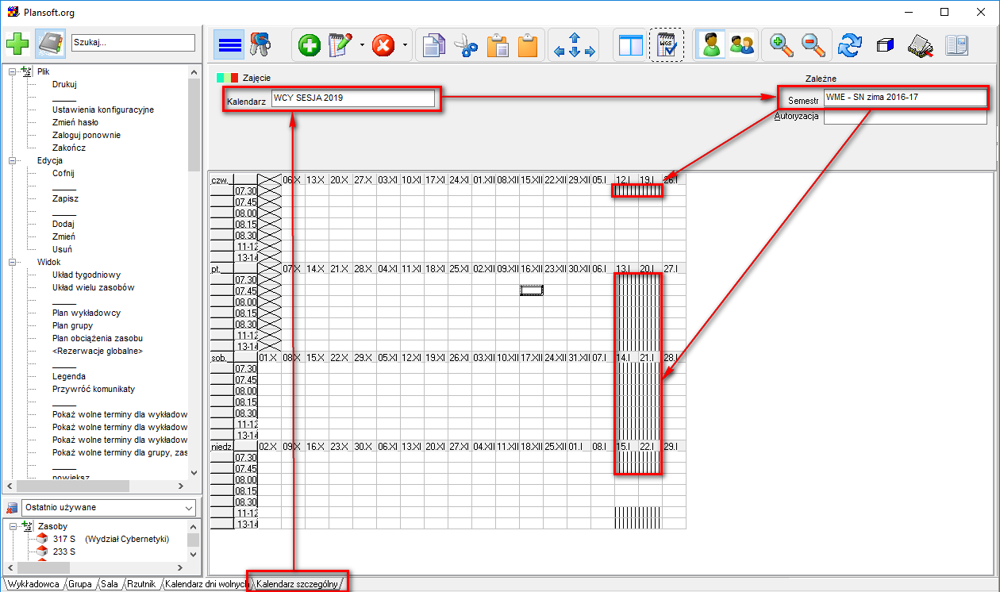 Plansoft.org
Szukaj...
WGS
Plik
Drukuj
Ustawienia konfiguracyjne
Zmień hasło
Zaloguj ponownie
Zakończ
Edycja
Cofnij
Zapisz
Dodaj
Zmień
Usuń
Widok
Układ tygodniowy
Układ wielu zasobów
Plan wykładowcy
Plan grupy
Plan obciążenia zasobu
<Rezerwacje globalne>
Legenda
Przywróć komunikaty
Pokaż wolne terminy dla wykładow
Pokaż wolne terminy dla wykładow
Pokaż wolne terminy dla wykładow
Pokaż wolne terminy dla grupy, zas
powiększ
Ostatnio używane
Zasoby
317 S (Wydział Cybernetyki)
233 S
Zajęcie
Kalendarz WCY SESJA 2019
Zależne
Semestr WME - SN zima 2016-17
Autoryzacja
czw. 06.X 13.X 20.X 27.X 03.XI 10.XI 17.XI 24.XI 01.XII 08.XII 15.XII 22.XII 29.XII 05.I 12.I 19.I 26.I
07.30
07.45
08.00
08.15
08.30
11-12
13-14
pt. 07.X 14.X 21.X 28.X 04.XI 11.XI 18.XI 25.XI 02.XII 09.XII 16.XII 23.XII 30.XII 06.I 13.I 20.I 27.I
07.30
07.45
08.00
08.15
08.30
11-12
13-14
sob. 01.X 08.X 15.X 22.X 29.X 05.XI 12.XI 19.XI 26.XI 03.XII 10.XII 17.XII 24.XII 31.XII 07.I 14.I 21.I 28.I
07.30
07.45
08.00
08.15
08.30
11-12
13-14
niedz. 02.X 09.X 16.X 23.X 30.X 06.XI 13.XI 20.XI 27.XI 04.XII 11.XII 18.XII 25.XII 01.I 08.I 15.I 22.I 29.I
07.30
07.45
08.00
08.15
08.30
11-12
13-14
Wykładowca Grupa Sala Rzutnik Kalendarz dni wolnych Kalendarz szczególny